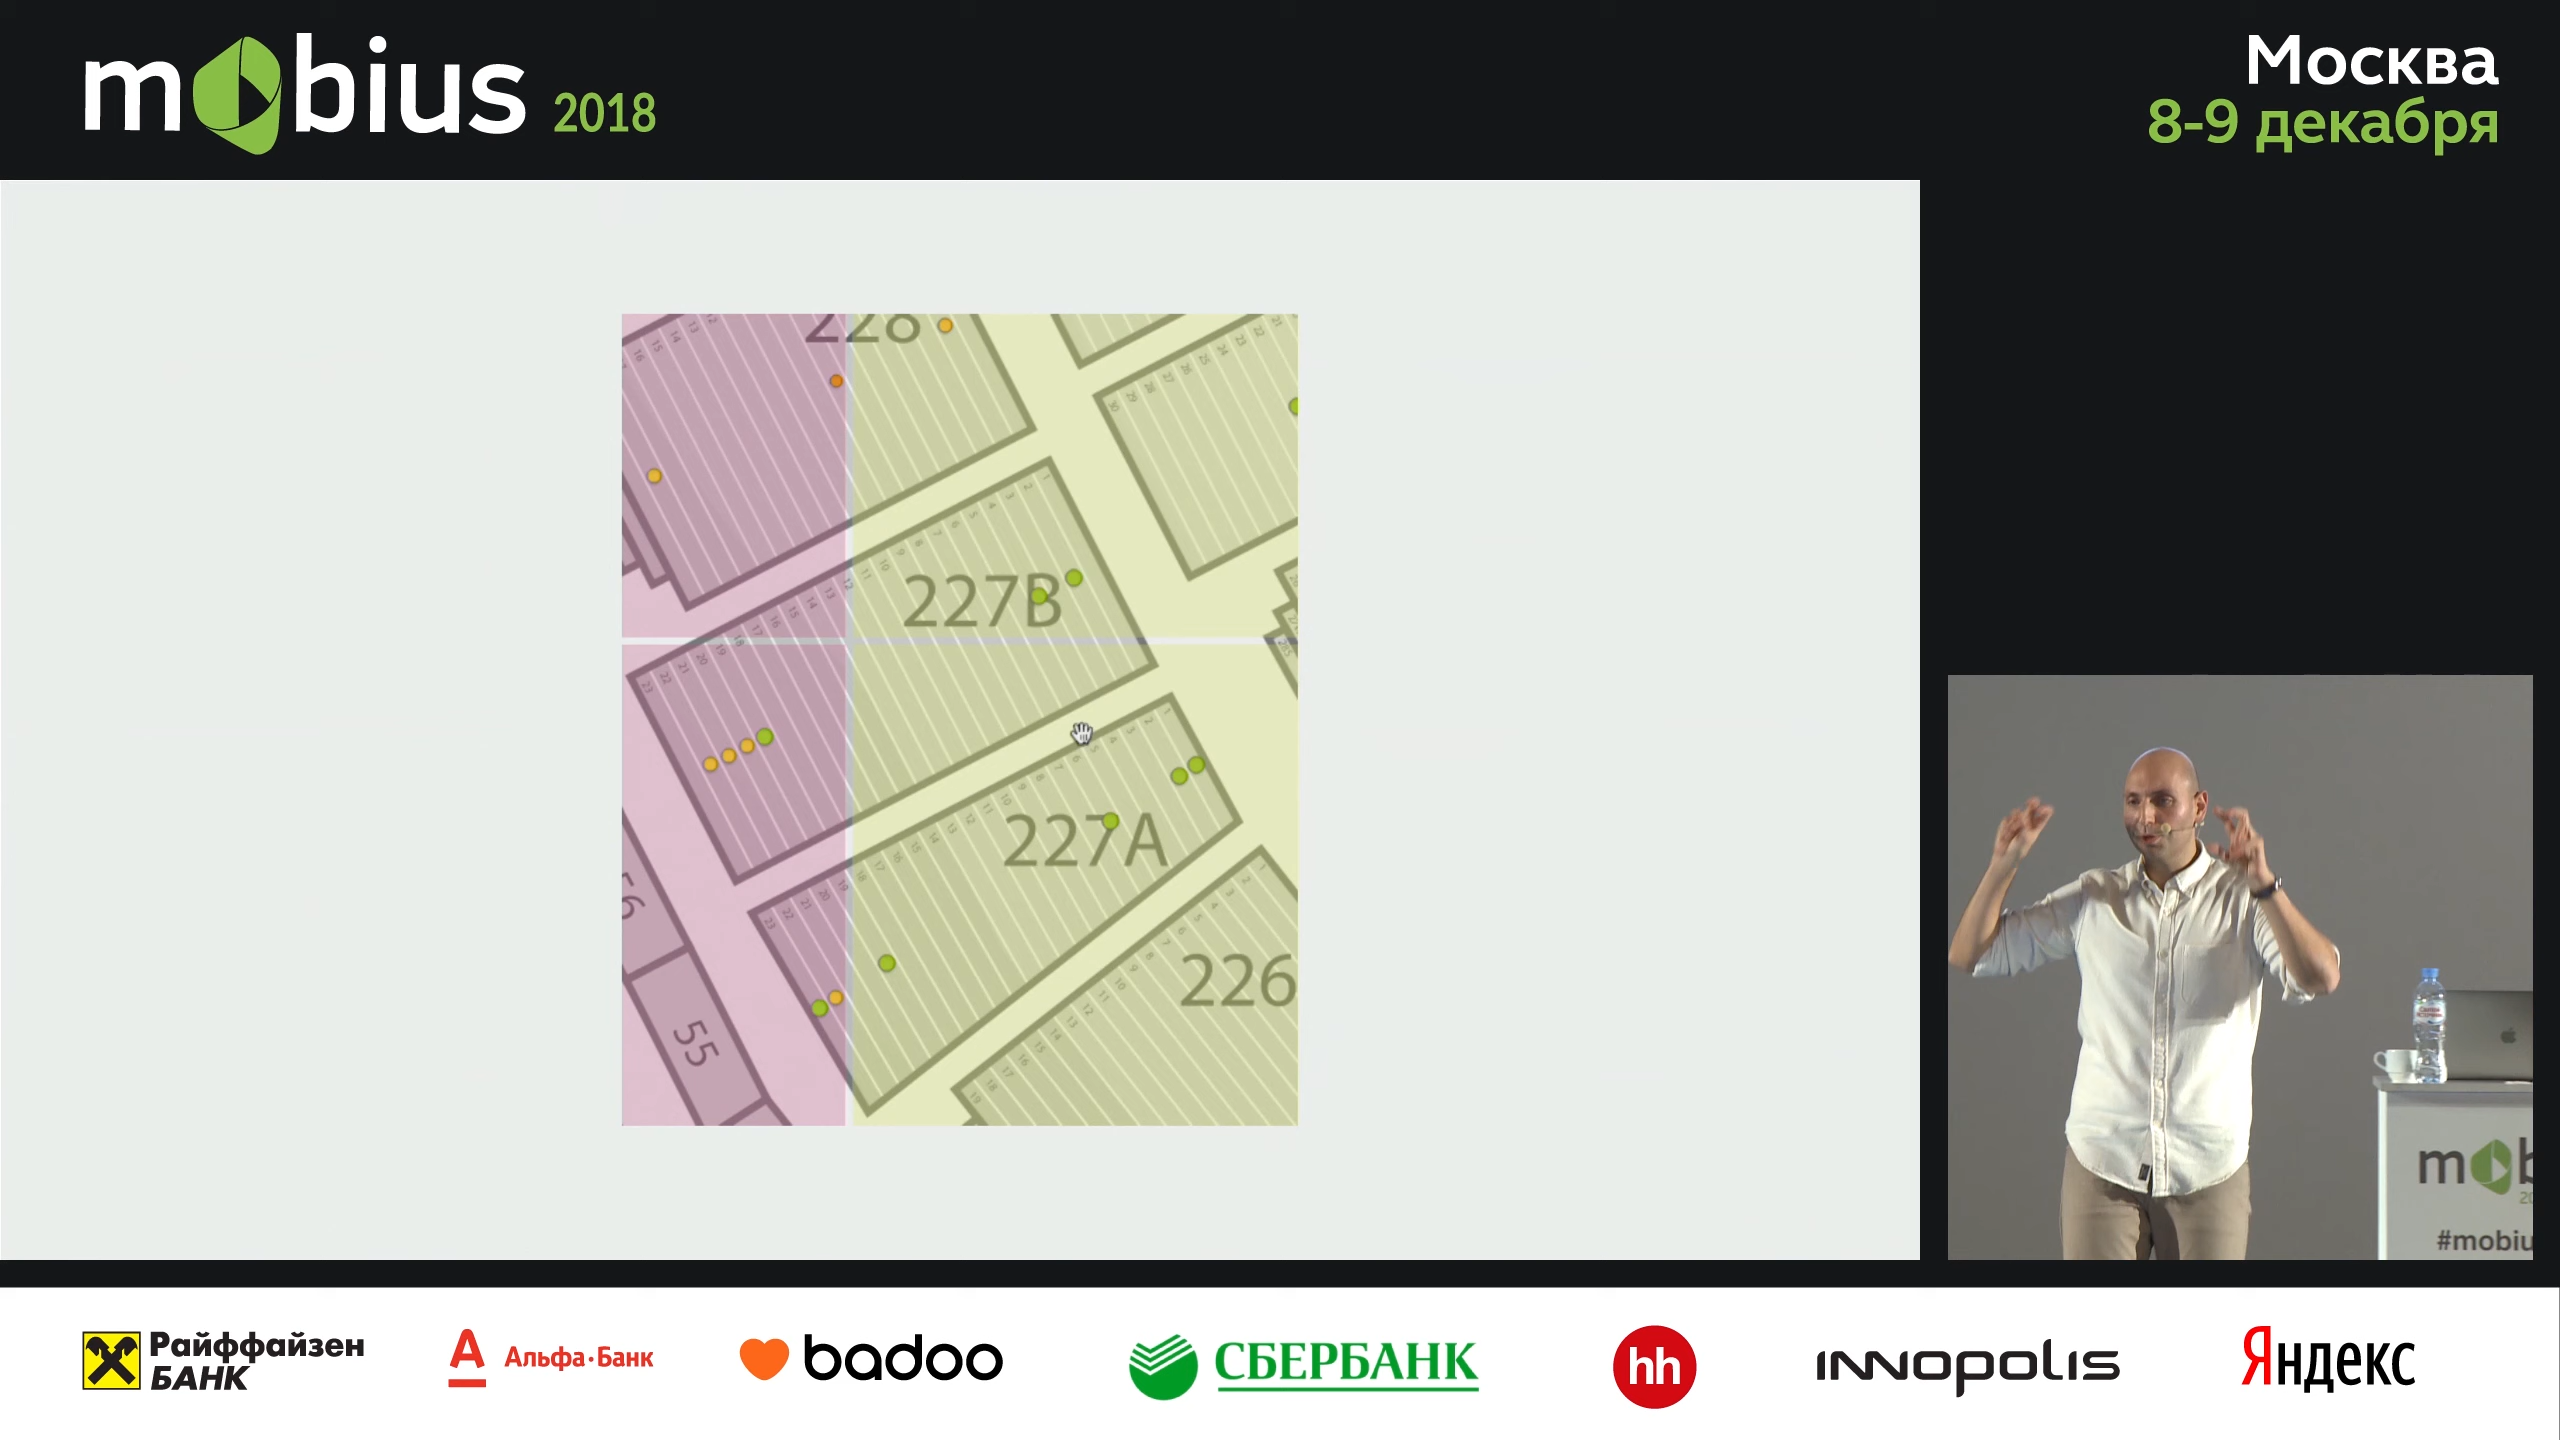 mobius 2018
Москва
8-9 декабря
228
227B
227A
226
56
55
mob
#mobiu
Райффайзен
БАНК
Альфа·Банк
badoo
СБЕРБАНК
hh
INNOPOLIS
Яндекс